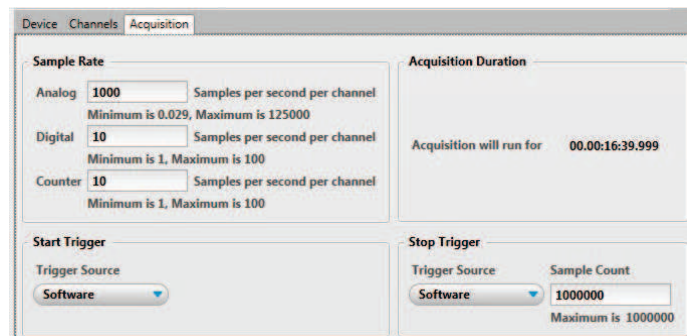 Device Channels Acquisition
Sample Rate
Analog 1000 Samples per second per channel
Minimum is 0.029, Maximum is 125000
Digital 10 Samples per second per channel
Minimum is 1, Maximum is 100
Counter 10 Samples per second per channel
Minimum is 1, Maximum is 100
Acquisition Duration
Acquisition will run for 00.00:16:39.999
Start Trigger
Trigger Source
Software
Stop Trigger
Trigger Source Sample Count
Software 1000000
Maximum is 1000000